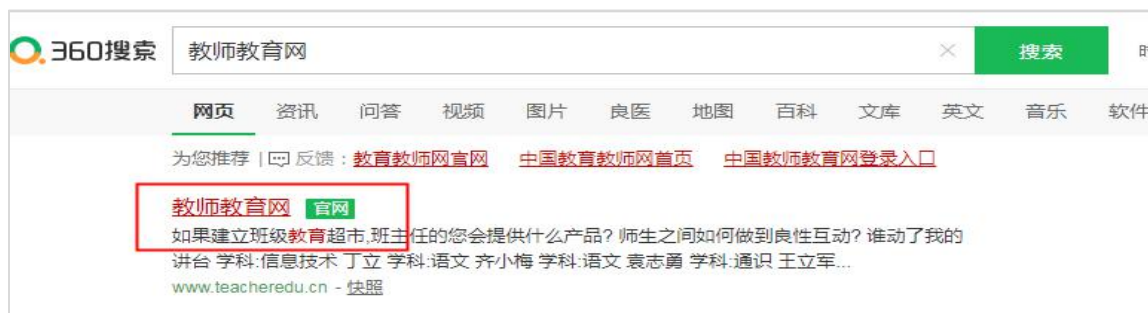 360搜索 教师教育网 搜索
网页 资讯 问答 视频 图片 良医 地图 百科 文库 英文 音乐 软件
为您推荐 | 反馈：教育教师网官网 中国教育教师网首页 中国教师教育网登录入口
教师教育网 官网
如果建立班级教育超市,班主任的您会提供什么产品? 师生之间如何做到良性互动? 谁动了我的
讲台 学科:信息技术 丁立 学科:语文 齐小梅 学科:语文 袁志勇 学科:通识 王立军...
www.teacheredu.cn - 快照